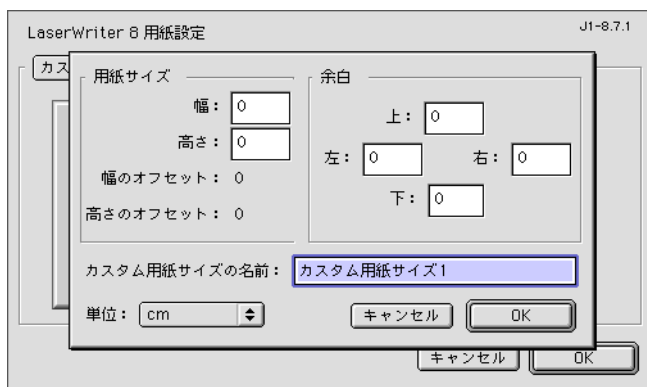 LaserWriter 8 用紙設定
J1-8.7.1
カス
用紙サイズ
幅： 0
高さ： 0
幅のオフセット： 0
高さのオフセット： 0
余白
上： 0
左： 0
右： 0
下： 0
カスタム用紙サイズの名前： カスタム用紙サイズ1
単位： cm
キャンセル
OK
キャンセル
OK